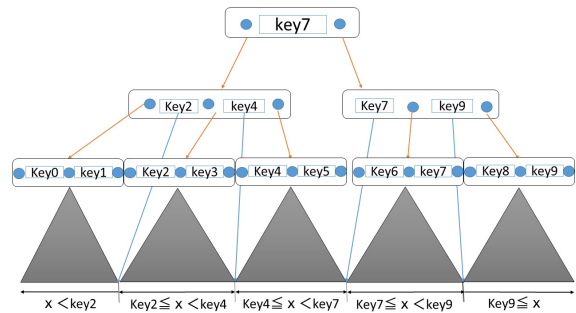 key7
Key2 key4 Key7 key9
Key0 key1 Key2 key3 Key4 key5 Key6 key7 Key8 key9
x <key2 Key2≦ x <key4 Key4≦ x <key7 Key7≦ x <key9 Key9≦ x